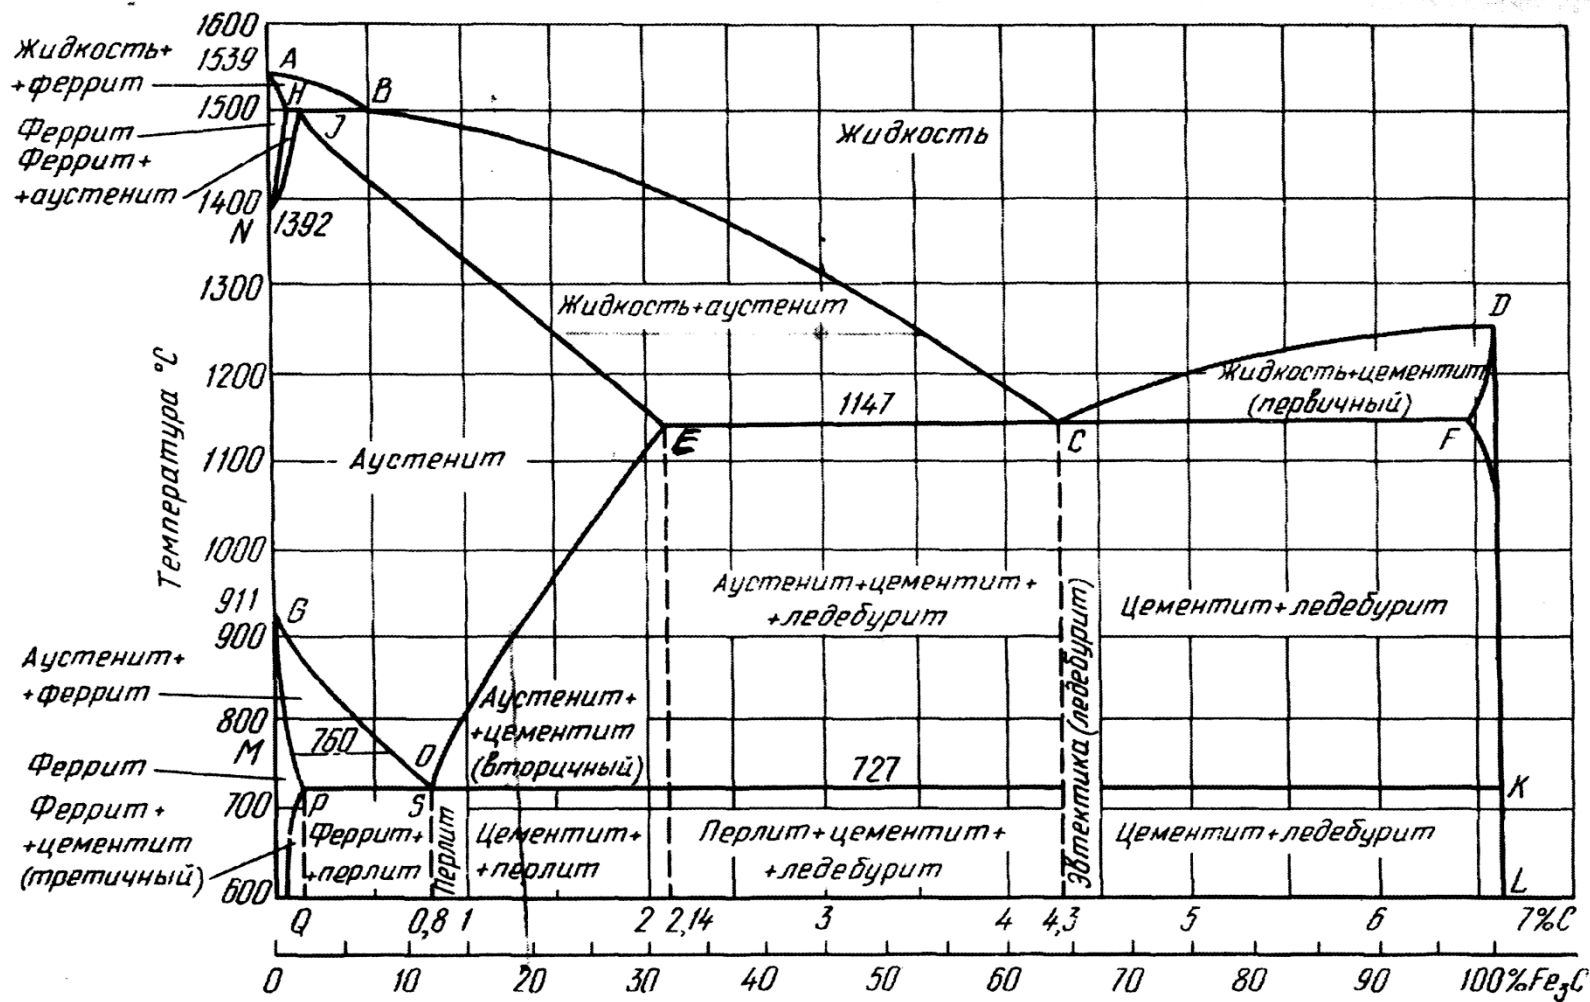 1600
1539
1500
1400
1392
1300
1200
1100
1000
911
900
800
700
600
Температура °C
Жидкость+
+феррит
Феррит
Феррит+
+аустенит
A
H
J
B
N
Жидкость
Жидкость+аустенит
D
Жидкость+цементит
(первичный)
1147
E
C
F
Аустенит
G
Аустенит+
+феррит
M
760
O
Феррит
Феррит+
+цементит
(третичный)
P
S
Аустенит+
+цементит
(вторичный)
Аустенит+цементит+
+ледебурит
Эвтектика (ледебурит)
Цементит+ледебурит
727
K
Феррит+
+перлит
Перлит
Цементит+
+перлит
Перлит+цементит+
+ледебурит
Цементит+ледебурит
L
Q 0,8 1 2 2,14 3 4 4,3 5 6 7%C
0 10 20 30 40 50 60 70 80 90 100%Fe3C